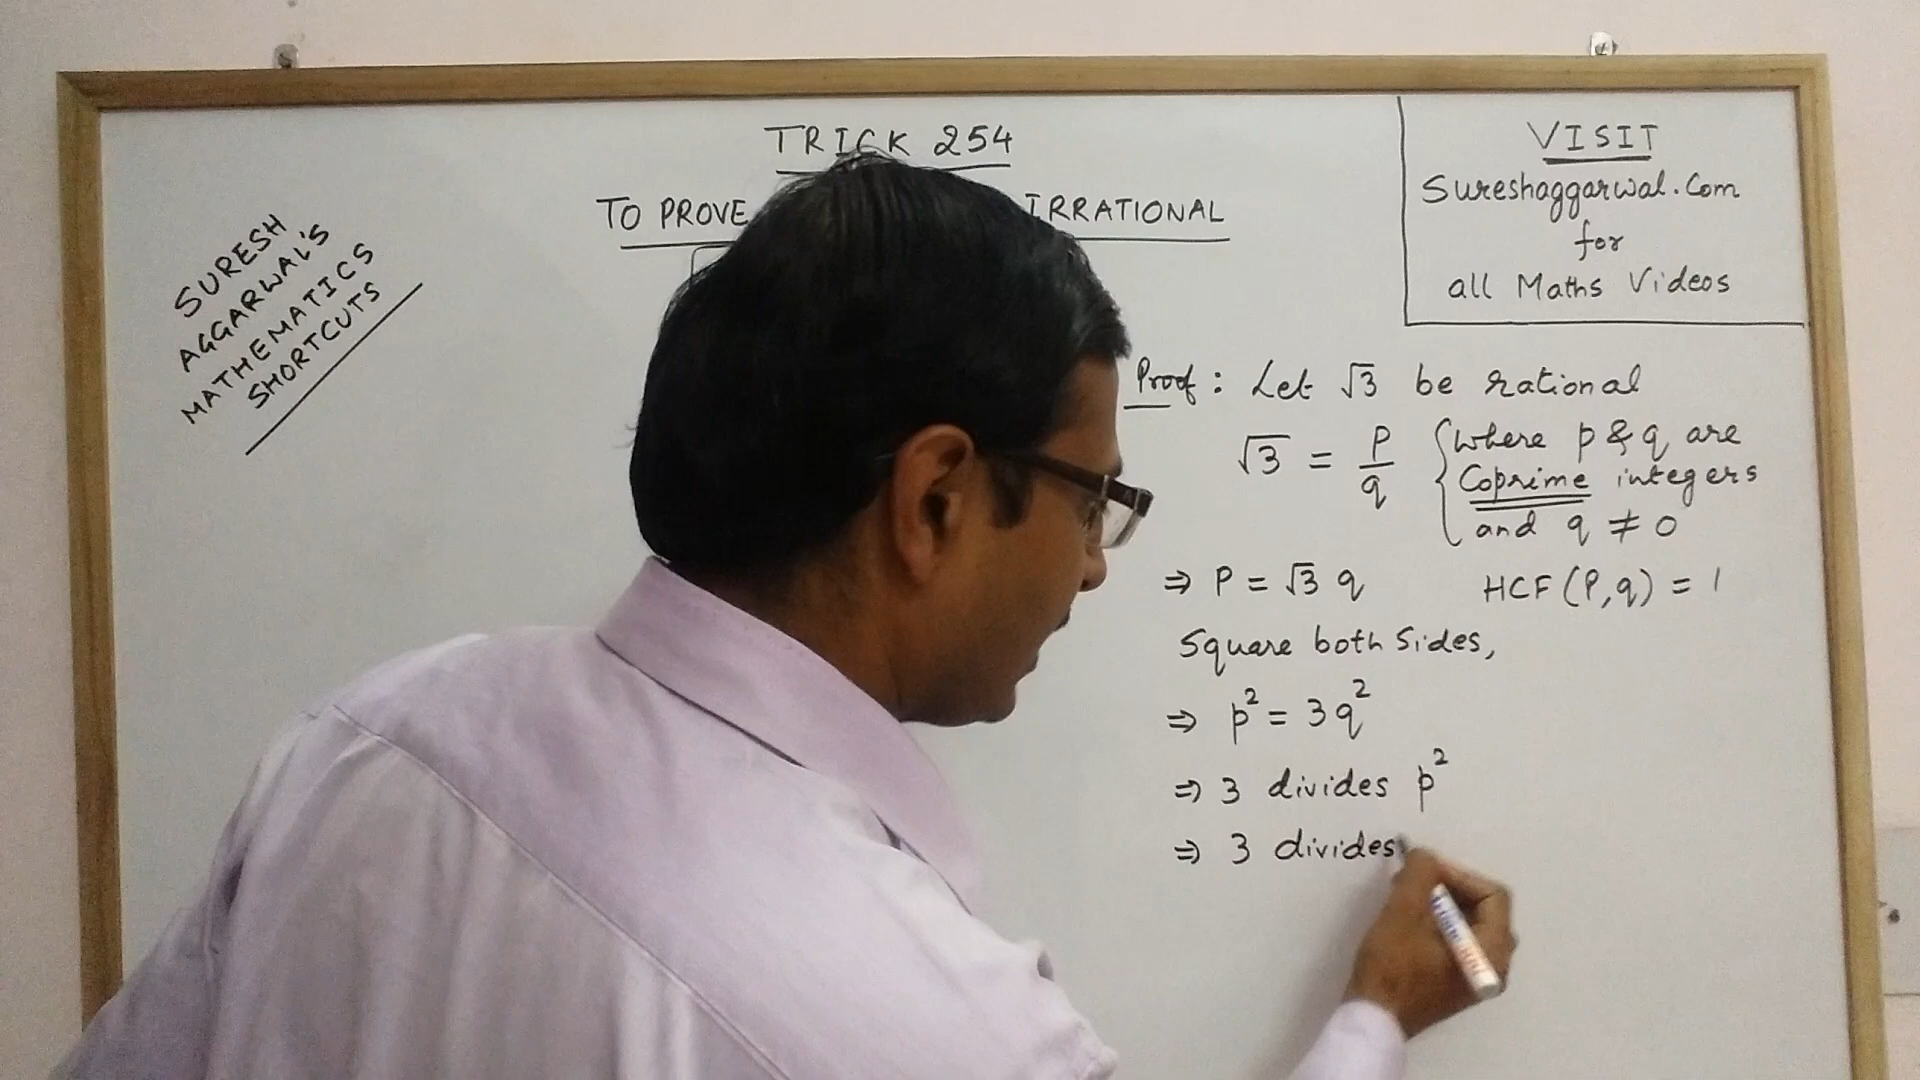 TRICK 254
TO PROVE IRRATIONAL
SURESH
AGGARWAL'S
MATHEMATICS
SHORTCUTS
VISIT
Sureshaggarwal.Com
for
all Maths Videos
Proof : Let √3 be rational
√3 = p/q {where p & q are
Coprime integers
and q ≠ 0
⇒ P = √3 q HCF (P,q) = 1
Square both Sides,
⇒ p² = 3q²
⇒ 3 divides p²
⇒ 3 divides